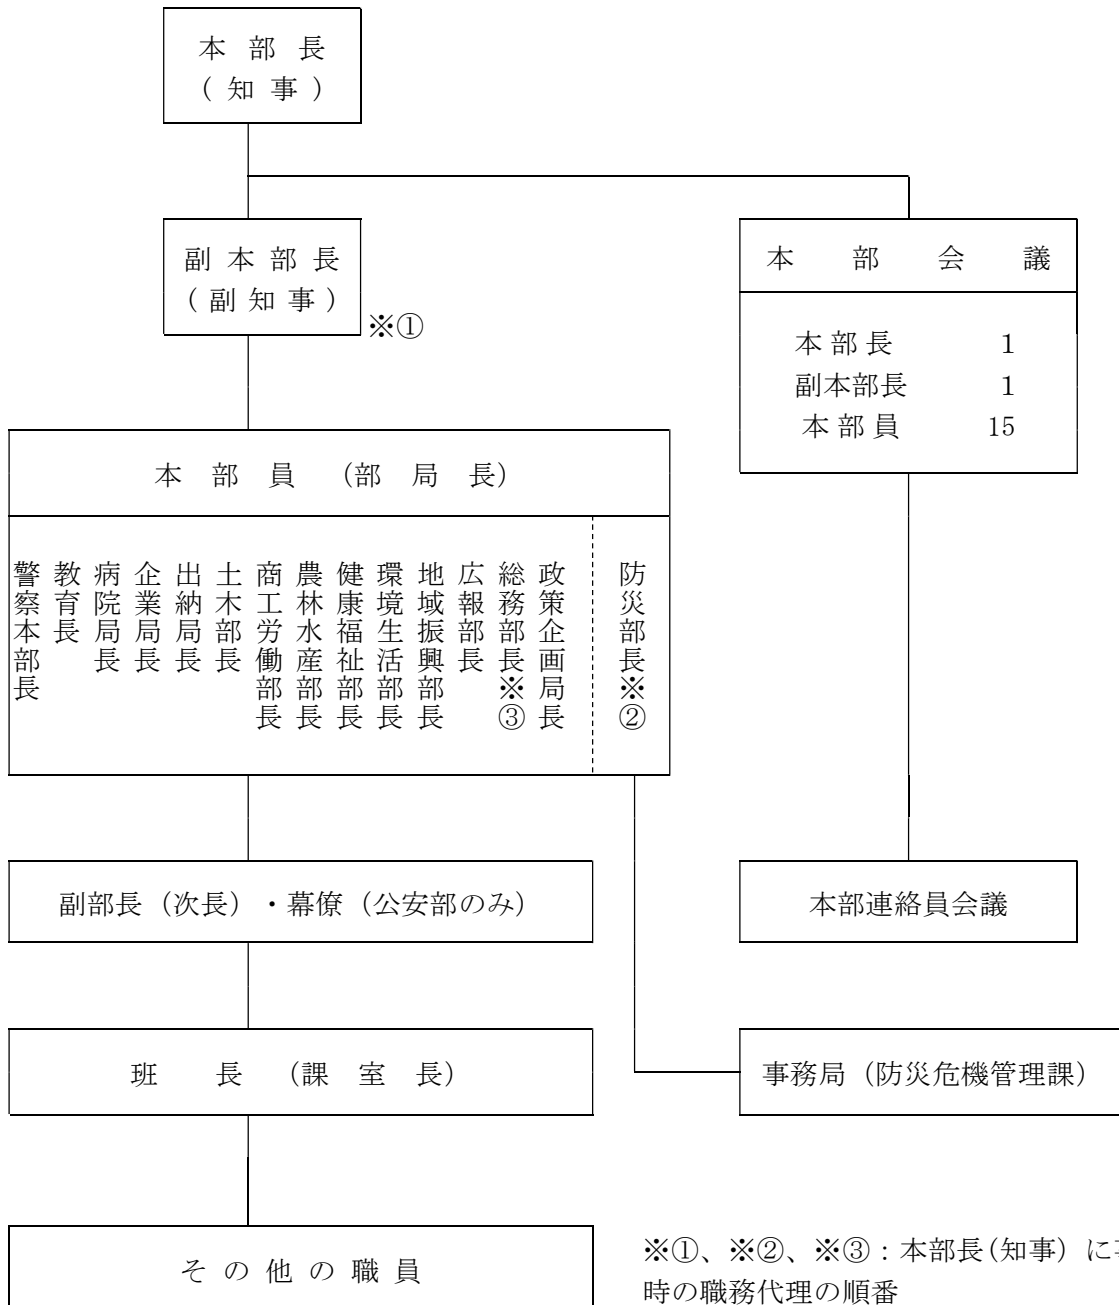 本部長
(知事)
副本部長
(副知事)
※①
本部会議
本部長 1
副本部長 1
本部員 15
本部員 (部局長)
防災部長※②
政策企画局長
総務部長※③
広報部長
地域振興部長
環境生活部長
健康福祉部長
農林水産部長
商工労働部長
土木部長
出納局長
企業局長
病院局長
教育長
警察本部長
副部長(次長)・幕僚(公安部のみ)
本部連絡員会議
班長 (課室長)
事務局(防災危機管理課)
その他の職員
※①、※②、※③:本部長(知事)に
時の職務代理の順番